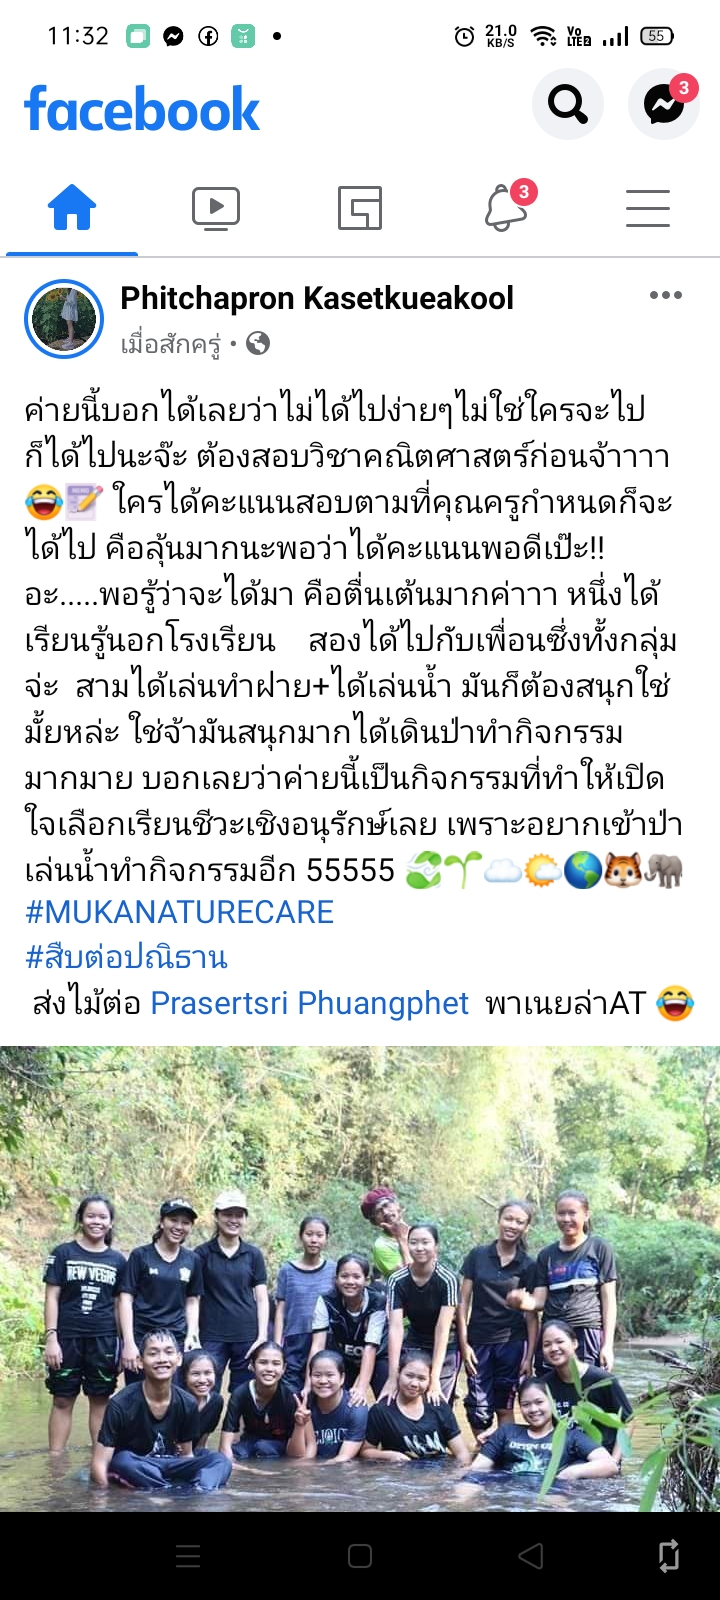 11:32
21.0
KB/S
Vo
LTE2
55
facebook
3
3
Phitchapron Kasetkueakool
เมื่อสักครู่
ค่ายนี้บอกได้เลยว่าไม่ได้ไปง่ายๆไม่ใช่ใครจะไป
ก็ได้ไปนะจ๊ะ ต้องสอบวิชาคณิตศาสตร์ก่อนจ้าาาา
😂📝 ใครได้คะแนนสอบตามที่คุณครูกำหนดก็จะ
ได้ไป คือลุ้นมากนะพอว่าได้คะแนนพอดีเป๊ะ!!
อะ.....พอรู้ว่าจะได้มา คือตื่นเต้นมากค่าาา หนึ่งได้
เรียนรู้นอกโรงเรียน สองได้ไปกับเพื่อนซึ่งทั้งกลุ่ม
จ่ะ สามได้เล่นทำฝาย+ได้เล่นน้ำ มันก็ต้องสนุกใช่
มั้ยหล่ะ ใช่จ้ามันสนุกมากได้เดินป่าทำกิจกรรม
มากมาย บอกเลยว่าค่ายนี้เป็นกิจกรรมที่ทำให้เปิด
ใจเลือกเรียนชีวะเชิงอนุรักษ์เลย เพราะอยากเข้าป่า
เล่นน้ำทำกิจกรรมอีก 55555 🍃🌱☁️🌤️🌎🐯🐘
#MUKANATURECARE
#สืบต่อปณิธาน
ส่งไม้ต่อ Prasertsri Phuangphet พาเนยล่าAT 😂
NEW VEGAS